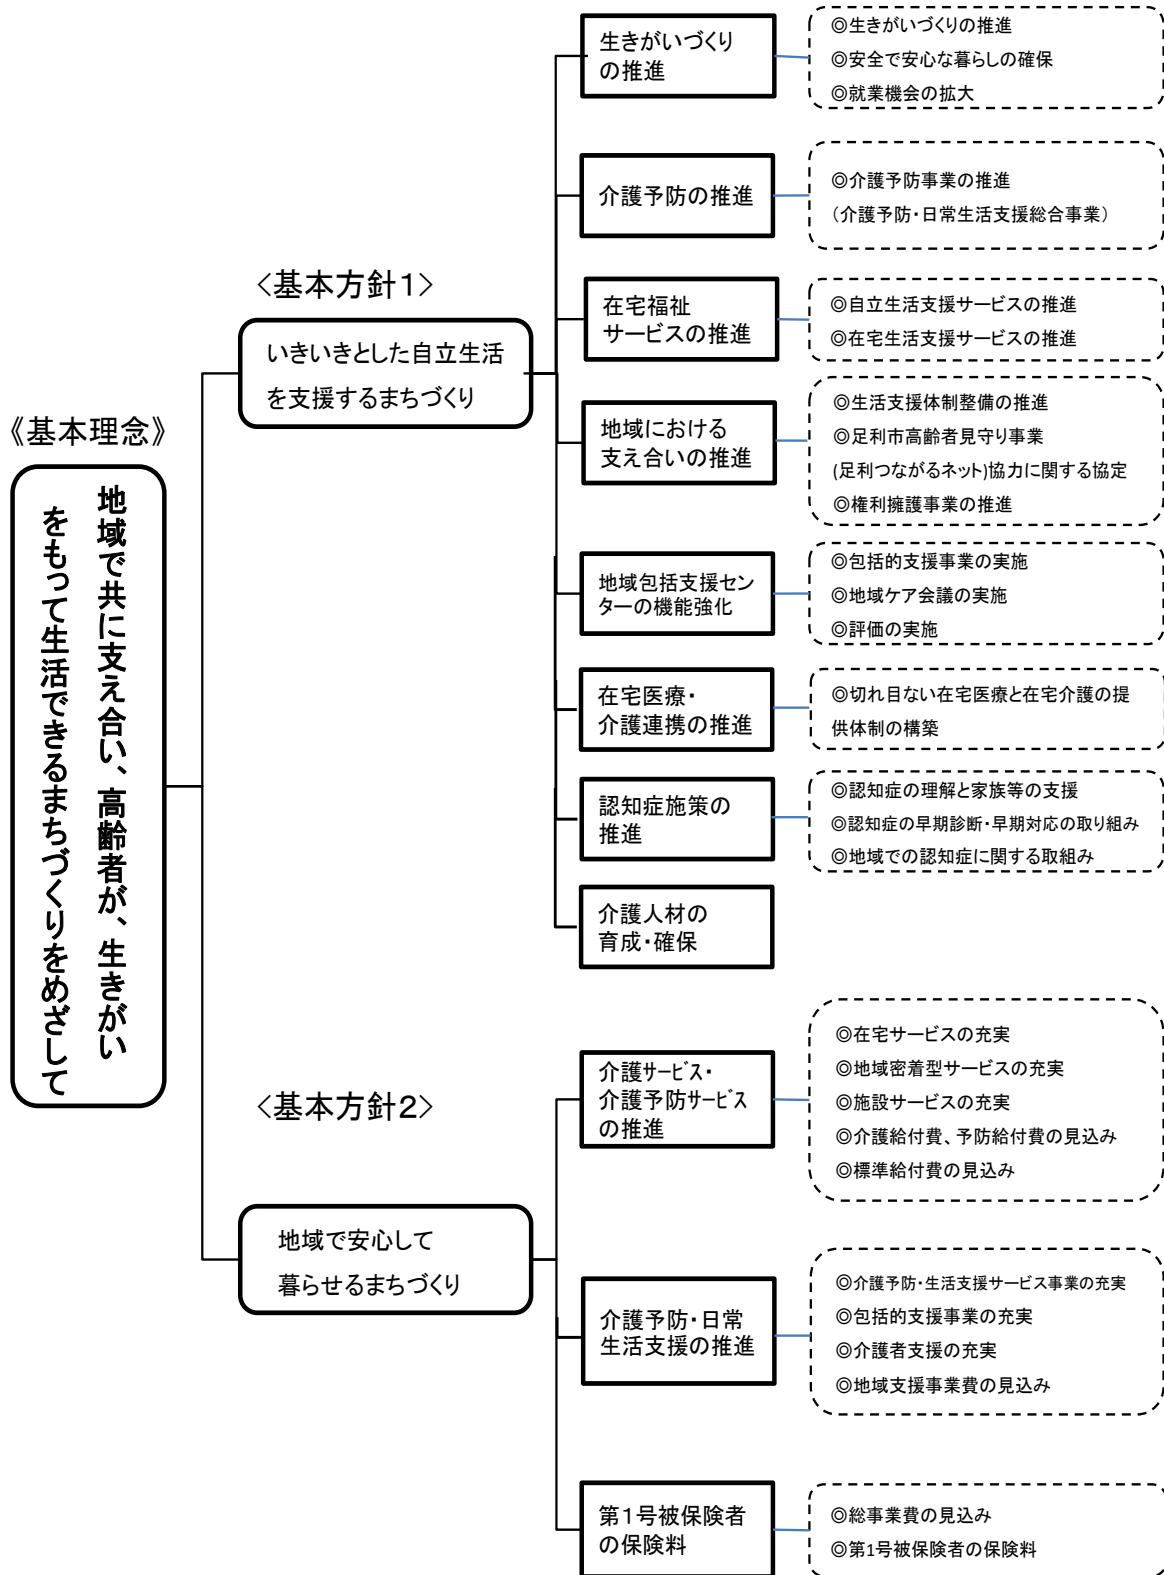 《基本理念》
地域で共に支え合い、高齢者が、生きがい
をもって生活できるまちづくりをめざして
〈基本方針1〉
いきいきとした自立生活
を支援するまちづくり
生きがいづくり
の推進
◎生きがいづくりの推進
◎安全で安心な暮らしの確保
◎就業機会の拡大
介護予防の推進
◎介護予防事業の推進
（介護予防・日常生活支援総合事業）
在宅福祉
サービスの推進
◎自立生活支援サービスの推進
◎在宅生活支援サービスの推進
地域における
支え合いの推進
◎生活支援体制整備の推進
◎足利市高齢者見守り事業
(足利つながるネット)協力に関する協定
◎権利擁護事業の推進
地域包括支援セン
ターの機能強化
◎包括的支援事業の実施
◎地域ケア会議の実施
◎評価の実施
在宅医療・
介護連携の推進
◎切れ目ない在宅医療と在宅介護の提
供体制の構築
認知症施策の
推進
◎認知症の理解と家族等の支援
◎認知症の早期診断・早期対応の取り組み
◎地域での認知症に関する取組み
介護人材の
育成・確保
〈基本方針2〉
地域で安心して
暮らせるまちづくり
介護サービス・
介護予防サービス
の推進
◎在宅サービスの充実
◎地域密着型サービスの充実
◎施設サービスの充実
◎介護給付費、予防給付費の見込み
◎標準給付費の見込み
介護予防・日常
生活支援の推進
◎介護予防・生活支援サービス事業の充実
◎包括的支援事業の充実
◎介護者支援の充実
◎地域支援事業費の見込み
第1号被保険者
の保険料
◎総事業費の見込み
◎第1号被保険者の保険料